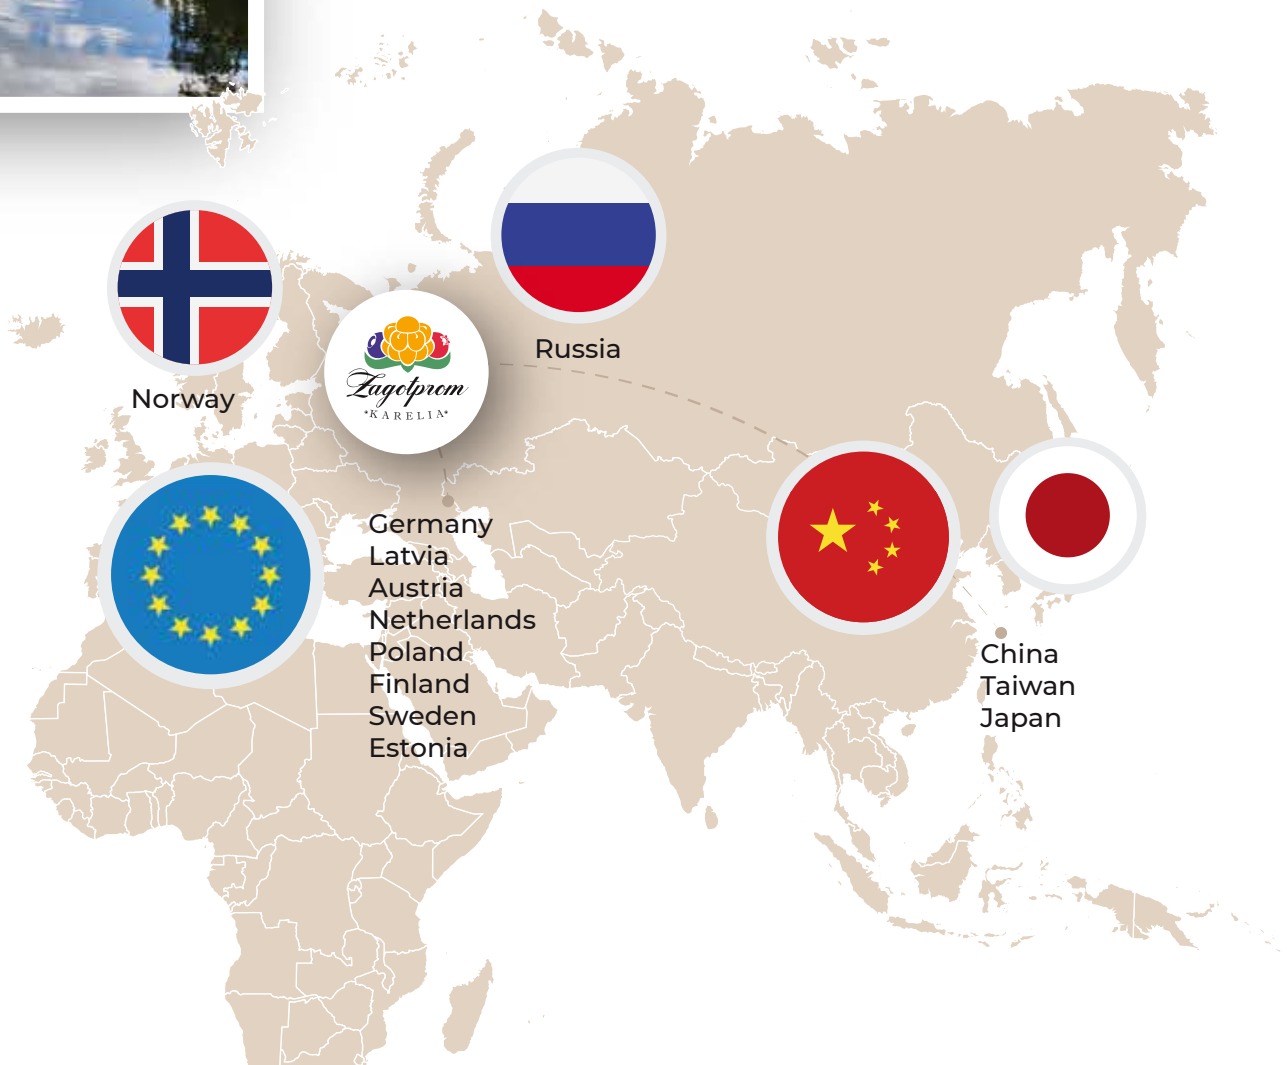 Russia
Norway
Zagotprom
*KARELIA*
Germany
Latvia
Austria
Netherlands
Poland
Finland
Sweden
Estonia
China
Taiwan
Japan